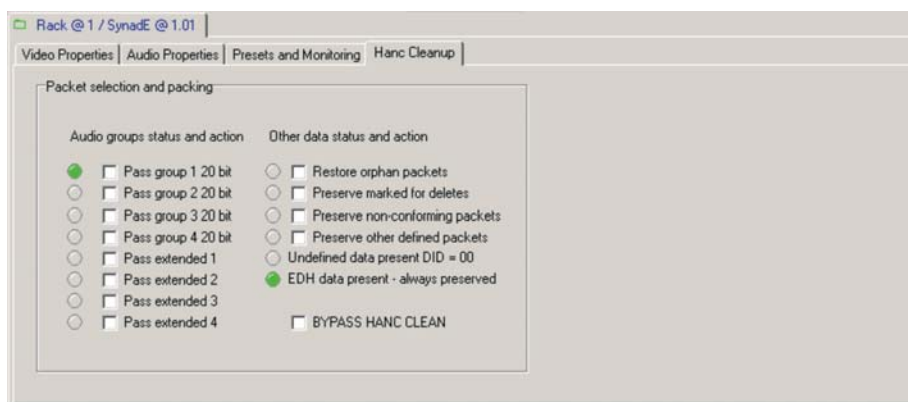 Rack @ 1 / SynadE @ 1.01
Video Properties Audio Properties Presets and Monitoring Hanc Cleanup
Packet selection and packing
Audio groups status and action Other data status and action
Pass group 1 20 bit Restore orphan packets
Pass group 2 20 bit Preserve marked for deletes
Pass group 3 20 bit Preserve non-conforming packets
Pass group 4 20 bit Preserve other defined packets
Pass extended 1 Undefined data present DID = 00
Pass extended 2 EDH data present - always preserved
Pass extended 3
Pass extended 4 BYPASS HANC CLEAN